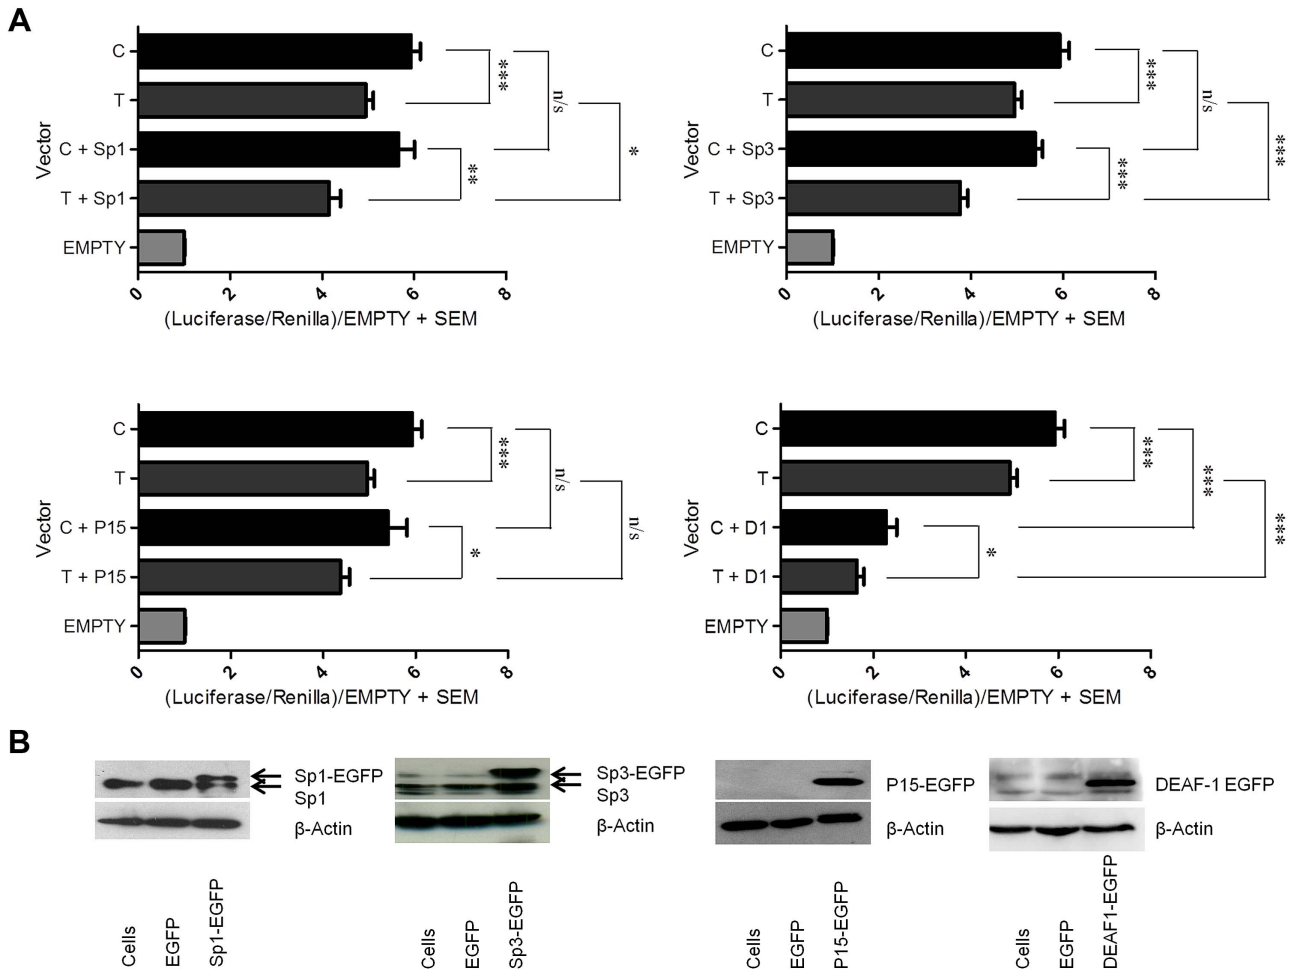 A
Vector
C
T
C + Sp1
T + Sp1
EMPTY
***
n/s
**
*
0 2 4 6 8
(Luciferase/Renilla)/EMPTY + SEM
Vector
C
T
C + Sp3
T + Sp3
EMPTY
***
n/s
***
***
0 2 4 6 8
(Luciferase/Renilla)/EMPTY + SEM
Vector
C
T
C + P15
T + P15
EMPTY
***
n/s
*
n/s
0 2 4 6 8
(Luciferase/Renilla)/EMPTY + SEM
Vector
C
T
C + D1
T + D1
EMPTY
***
***
*
***
0 2 4 6 8
(Luciferase/Renilla)/EMPTY + SEM
B
Sp1-EGFP
Sp1
β-Actin
Cells
EGFP
Sp1-EGFP
Sp3-EGFP
Sp3
β-Actin
Cells
EGFP
Sp3-EGFP
P15-EGFP
β-Actin
Cells
EGFP
P15-EGFP
DEAF-1 EGFP
β-Actin
Cells
EGFP
DEAF1-EGFP